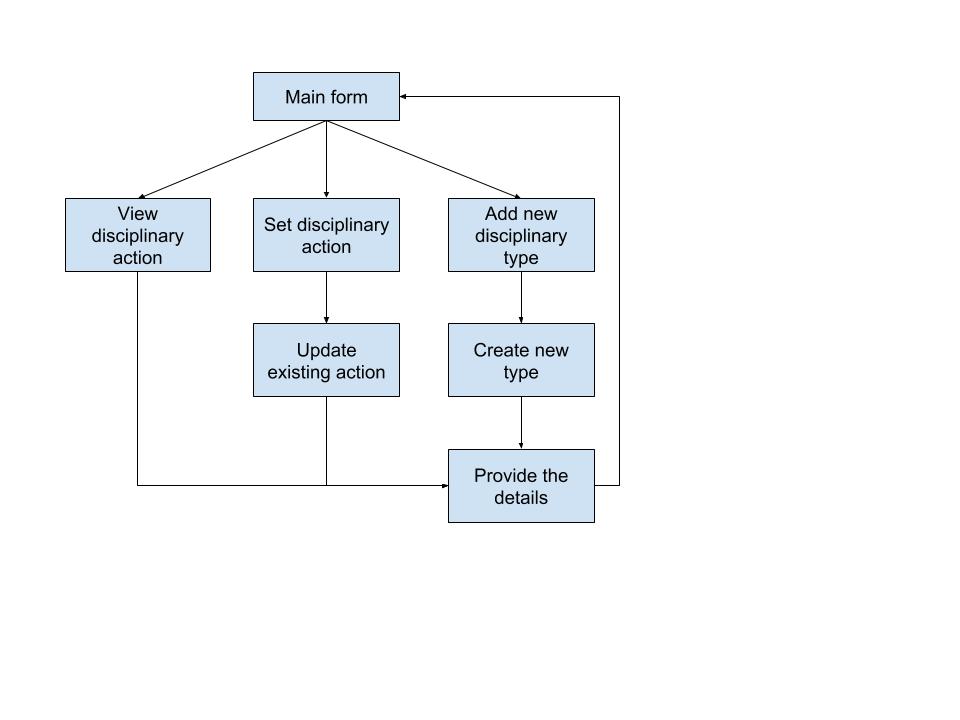 Main form
View
disciplinary
action
Set disciplinary
action
Add new
disciplinary
type
Update
existing action
Create new
type
Provide the
details